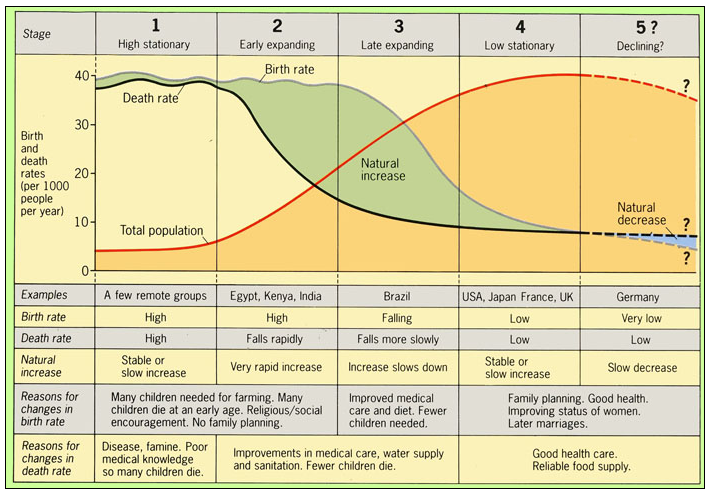 Stage
1
High stationary
2
Early expanding
3
Late expanding
4
Low stationary
5 ?
Declining?
Birth
and
death
rates
(per 1000
people
per year)
40
30
20
10
0
Birth rate
Death rate
Natural
increase
Total population
Natural
decrease
?
?
?
Examples
A few remote groups
Egypt, Kenya, India
Brazil
USA, Japan France, UK
Germany
Birth rate
High
High
Falling
Low
Very low
Death rate
High
Falls rapidly
Falls more slowly
Low
Low
Natural
increase
Stable or
slow increase
Very rapid increase
Increase slows down
Stable or
slow increase
Slow decrease
Reasons for
changes in
birth rate
Many children needed for farming. Many
children die at an early age. Religious/social
encouragement. No family planning.
Improved medical
care and diet. Fewer
children needed.
Family planning. Good health.
Improving status of women.
Later marriages.
Reasons for
changes in
death rate
Disease, famine. Poor
medical knowledge
so many children die.
Improvements in medical care, water supply
and sanitation. Fewer children die.
Good health care.
Reliable food supply.